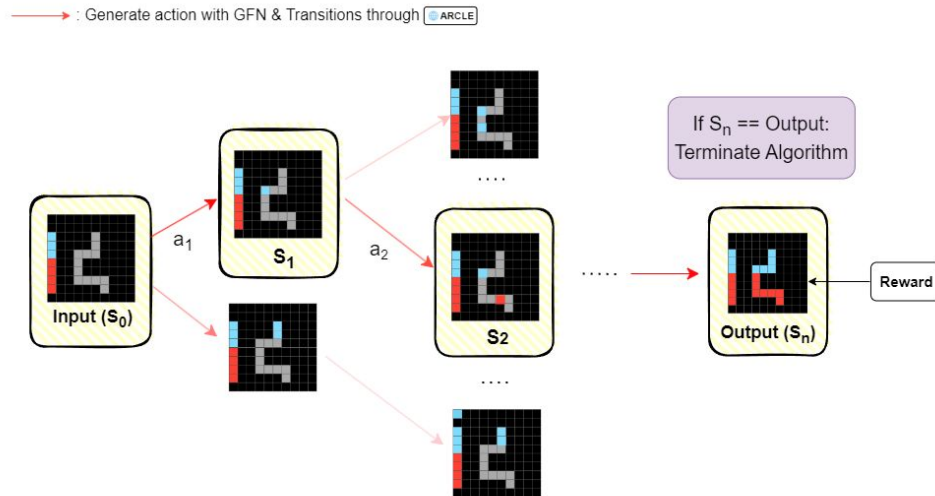 : Generate action with GFN & Transitions through ARCLE
If Sn == Output:
Terminate Algorithm
....
a1
S1
a2
.....
Reward
Input (S0)
S2
Output (Sn)
....